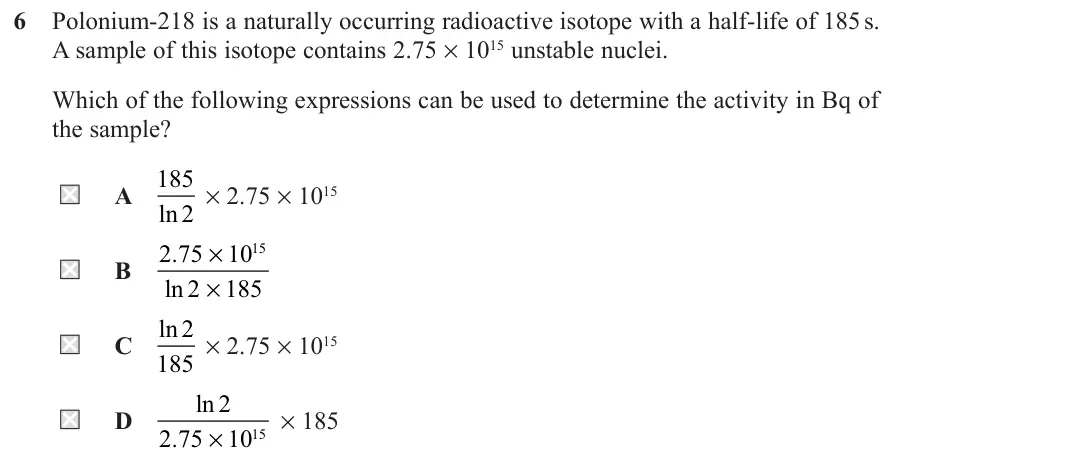 6 Polonium-218 is a naturally occurring radioactive isotope with a half-life of 185 s.
A sample of this isotope contains 2.75 × 10¹⁵ unstable nuclei.
Which of the following expressions can be used to determine the activity in Bq of
the sample?
A 185/ln 2 × 2.75 × 10¹⁵
B 2.75 × 10¹⁵/ln 2 × 185
C ln 2/185 × 2.75 × 10¹⁵
D ln 2/2.75 × 10¹⁵ × 185